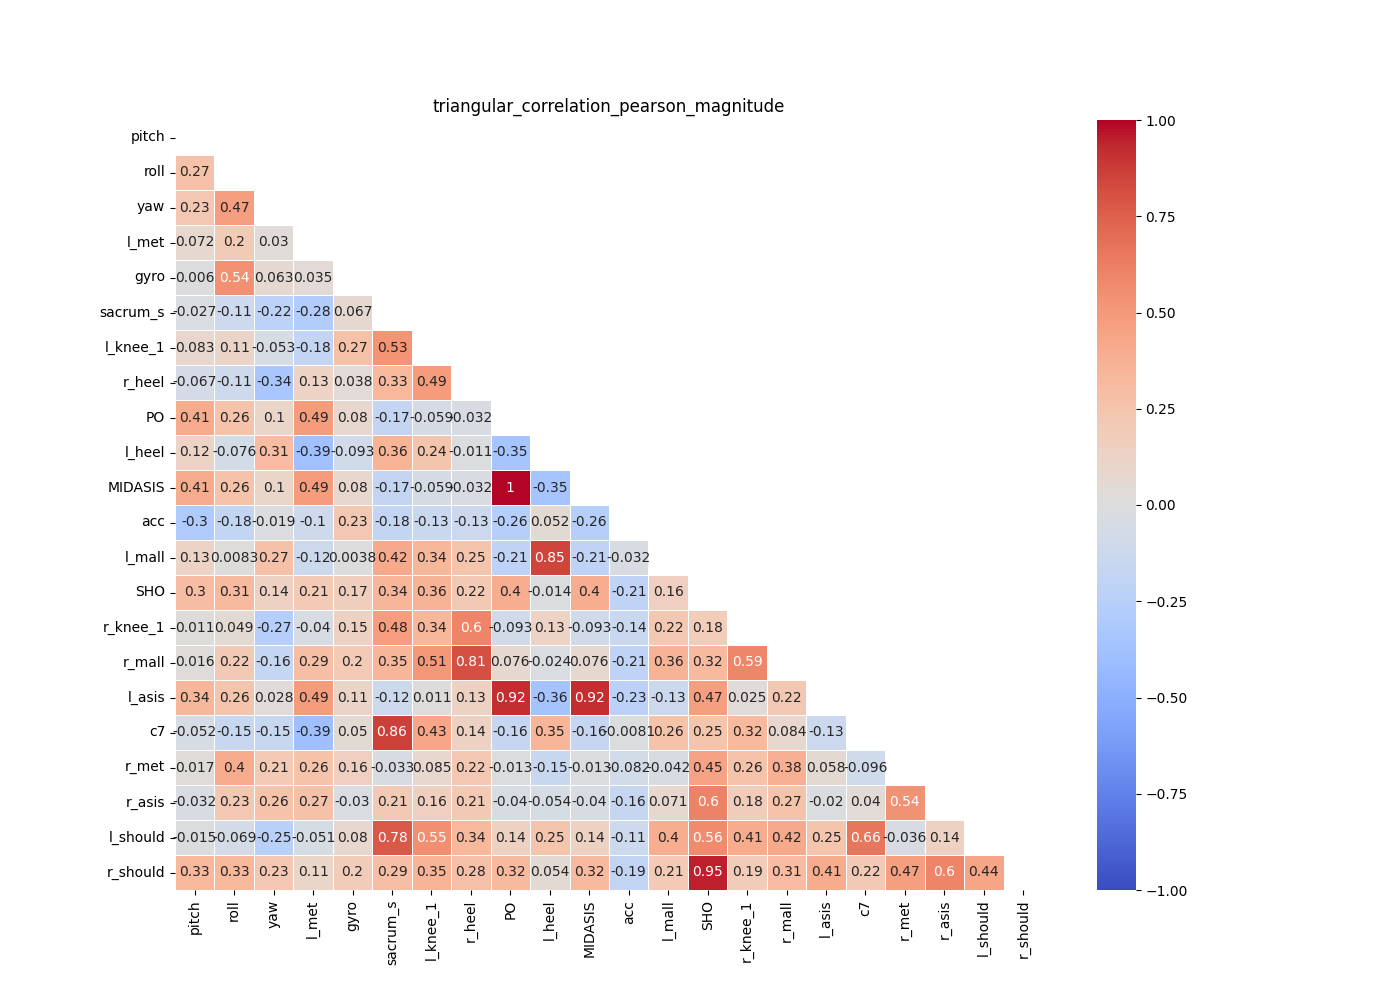 triangular_correlation_pearson_magnitude
pitch
roll 0.27
yaw 0.23 0.47
l_met 0.072 0.2 0.03
gyro 0.006 0.54 0.063 0.035
sacrum_s -0.027 -0.11 -0.22 -0.28 0.067
l_knee_1 0.083 0.11 -0.053 -0.18 0.27 0.53
r_heel -0.067 -0.11 -0.34 0.13 0.038 0.33 0.49
PO 0.41 0.26 0.1 0.49 0.08 -0.17 -0.059 -0.032
l_heel 0.12 -0.076 0.31 -0.39 -0.093 0.36 0.24 -0.011 -0.35
MIDASIS 0.41 0.26 0.1 0.49 0.08 -0.17 -0.059 -0.032 1 -0.35
acc -0.3 -0.18 -0.019 -0.1 0.23 -0.18 -0.13 -0.13 -0.26 0.052 -0.26
l_mall 0.13 0.0083 0.27 -0.12 0.0038 0.42 0.34 0.25 -0.21 0.85 -0.21 -0.032
SHO 0.3 0.31 0.14 0.21 0.17 0.34 0.36 0.22 0.4 -0.014 0.4 -0.21 0.16
r_knee_1 -0.011 0.049 -0.27 -0.04 0.15 0.48 0.34 0.6 -0.093 0.13 -0.093 -0.14 0.22 0.18
r_mall 0.016 0.22 -0.16 0.29 0.2 0.35 0.51 0.81 0.076 -0.024 0.076 -0.21 0.36 0.32 0.59
l_asis 0.34 0.26 0.028 0.49 0.11 -0.12 0.011 0.13 0.92 -0.36 0.92 -0.23 -0.13 0.47 0.025 0.22
c7 -0.052 -0.15 -0.15 -0.39 0.05 0.86 0.43 0.14 -0.16 0.35 -0.16 -0.0081 0.26 0.25 0.32 0.084 -0.13
r_met 0.017 0.4 0.21 0.26 0.16 -0.033 0.085 0.22 -0.013 -0.15 -0.013 -0.082 -0.042 0.45 0.26 0.38 0.058 -0.096
r_asis -0.032 0.23 0.26 0.27 -0.03 0.21 0.16 0.21 -0.04 -0.054 -0.04 -0.16 0.071 0.6 0.18 0.27 -0.02 0.04 0.54
l_should -0.015 -0.069 -0.25 -0.051 0.08 0.78 0.55 0.34 0.14 0.25 0.14 -0.11 0.4 0.56 0.41 0.42 0.25 0.66 -0.036 0.14
r_should 0.33 0.33 0.23 0.11 0.2 0.29 0.35 0.28 0.32 0.054 0.32 -0.19 0.21 0.95 0.19 0.31 0.41 0.22 0.47 0.6 0.44
pitch roll yaw l_met gyro sacrum_s l_knee_1 r_heel PO l_heel MIDASIS acc l_mall SHO r_knee_1 r_mall l_asis c7 r_met r_asis l_should r_should
1.00
0.75
0.50
0.25
0.00
−0.25
−0.50
−0.75
−1.00